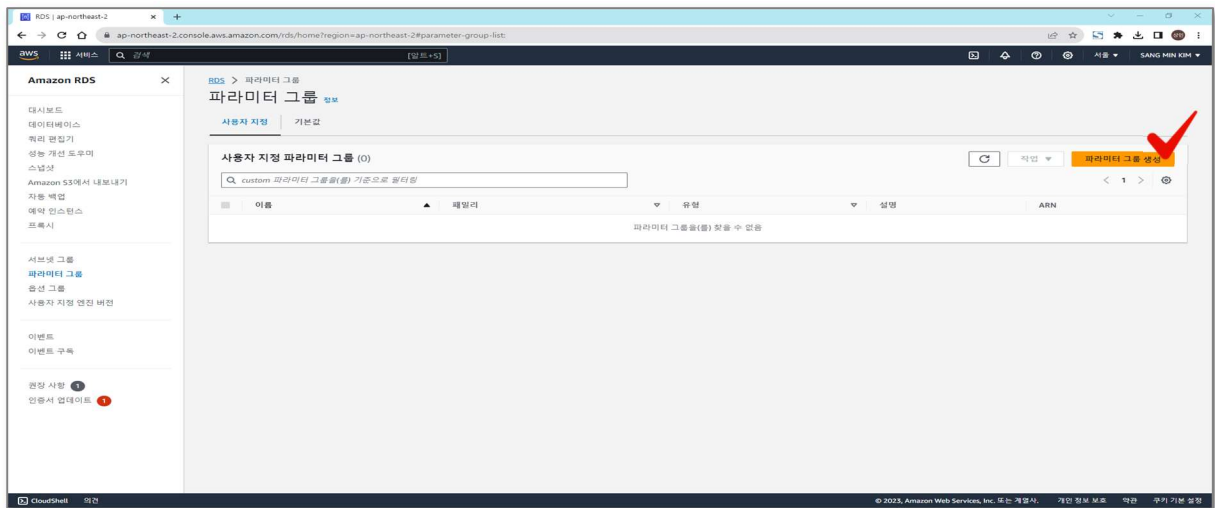 RDS | ap-northeast-2
ap-northeast-2.console.aws.amazon.com/rds/home?region=ap-northeast-2#parameter-group-list:
aws 서비스 검색 [알트+S] 서울 SANG MIN KIM
Amazon RDS
대시보드
데이터베이스
쿼리 편집기
성능 개선 도우미
스냅샷
Amazon S3에서 내보내기
자동 백업
예약 인스턴스
프록시
서브넷 그룹
파라미터 그룹
옵션 그룹
사용자 지정 엔진 버전
이벤트
이벤트 구독
권장 사항 1
인증서 업데이트 1
RDS > 파라미터 그룹
파라미터 그룹 정보
사용자 지정 기본값
사용자 지정 파라미터 그룹 (0) 작업 파라미터 그룹 생성
custom 파라미터 그룹을(를) 기준으로 필터링 < 1 >
이름 패밀리 유형 설명 ARN
파라미터 그룹을(를) 찾을 수 없음
CloudShell 의견 © 2023, Amazon Web Services, Inc. 또는 계열사. 개인 정보 보호 약관 쿠키 기본 설정